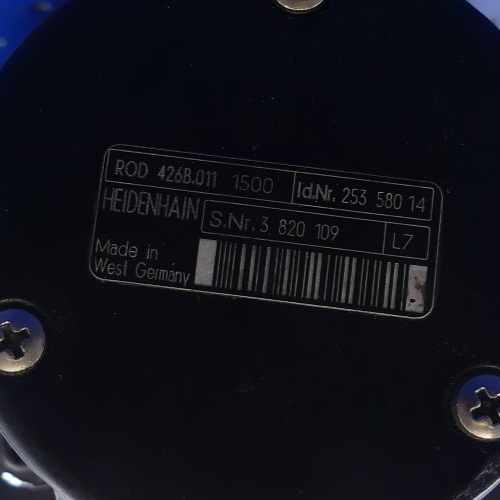 ROD 426B.011 1500 Id.Nr. 253 580 14
HEIDENHAIN S.Nr. 3 820 109 L7
Made in
West Germany